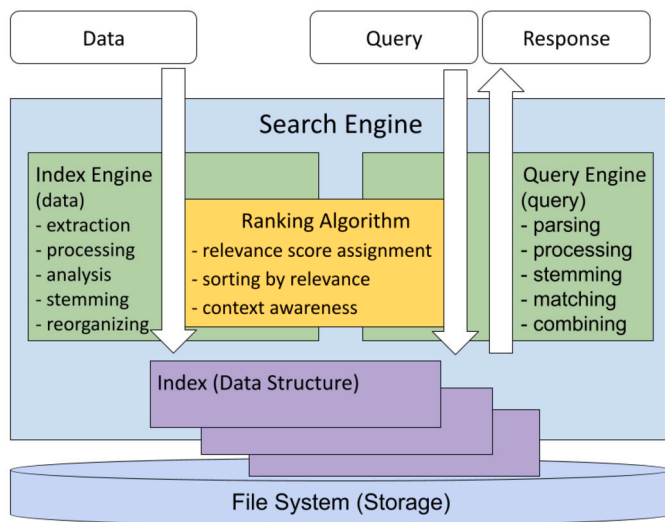 Data
Query
Response
Search Engine
Index Engine
(data)
- extraction
- processing
- analysis
- stemming
- reorganizing
Ranking Algorithm
- relevance score assignment
- sorting by relevance
- context awareness
Query Engine
(query)
- parsing
- processing
- stemming
- matching
- combining
Index (Data Structure)
File System (Storage)